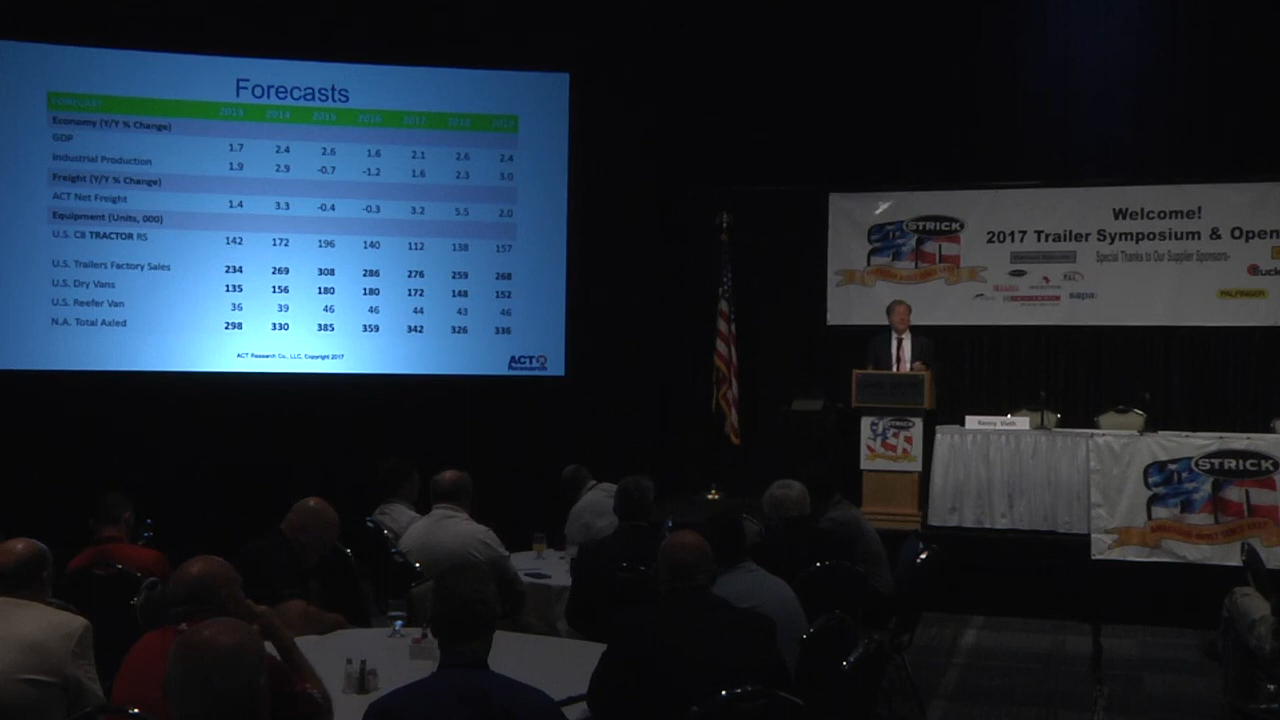 Forecasts
FORECAST 2013 2014 2015 2016 2017 2018 2019
Economy (Y/Y % Change)
GDP 1.7 2.4 2.6 1.6 2.1 2.6 2.4
Industrial Production 1.9 2.9 -0.7 -1.2 1.6 2.3 3.0
Freight (Y/Y % Change)
ACT Net Freight 1.4 3.3 -0.4 -0.3 3.2 5.5 2.0
Equipment (Units, 000)
U.S. C8 TRACTOR RS 142 172 196 140 112 138 157
U.S. Trailers Factory Sales 234 269 308 286 276 259 268
U.S. Dry Vans 135 156 180 180 172 148 152
U.S. Reefer Van 36 39 46 46 44 43 46
N.A. Total Axled 298 330 385 359 342 326 336
ACT Research Co., LLC, Copyright 2017
ACT
Research
STRICK
Welcome!
2017 Trailer Symposium & Open
Special Thanks to Our Supplier Sponsors-
sapa:
PALFINGER
STRICK
Kenny Vieth
STRICK